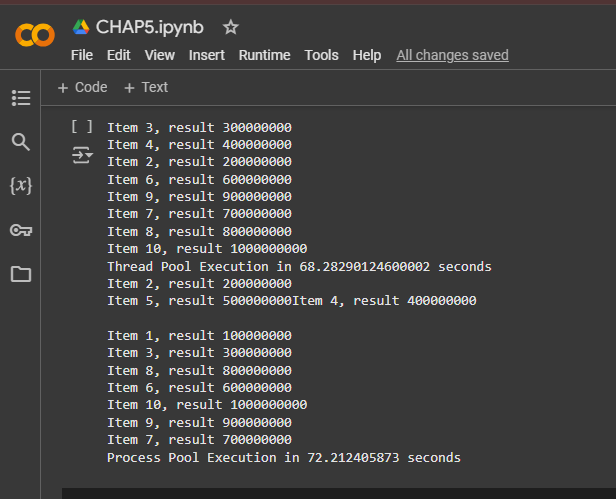 CHAP5.ipynb
File Edit View Insert Runtime Tools Help All changes saved
+ Code + Text
[ ] Item 3, result 300000000
Item 4, result 400000000
Item 2, result 200000000
Item 6, result 600000000
Item 9, result 900000000
Item 7, result 700000000
Item 8, result 800000000
Item 10, result 1000000000
Thread Pool Execution in 68.28290124600002 seconds
Item 2, result 200000000
Item 5, result 500000000Item 4, result 400000000
Item 1, result 100000000
Item 3, result 300000000
Item 8, result 800000000
Item 6, result 600000000
Item 10, result 1000000000
Item 9, result 900000000
Item 7, result 700000000
Process Pool Execution in 72.212405873 seconds
{x}